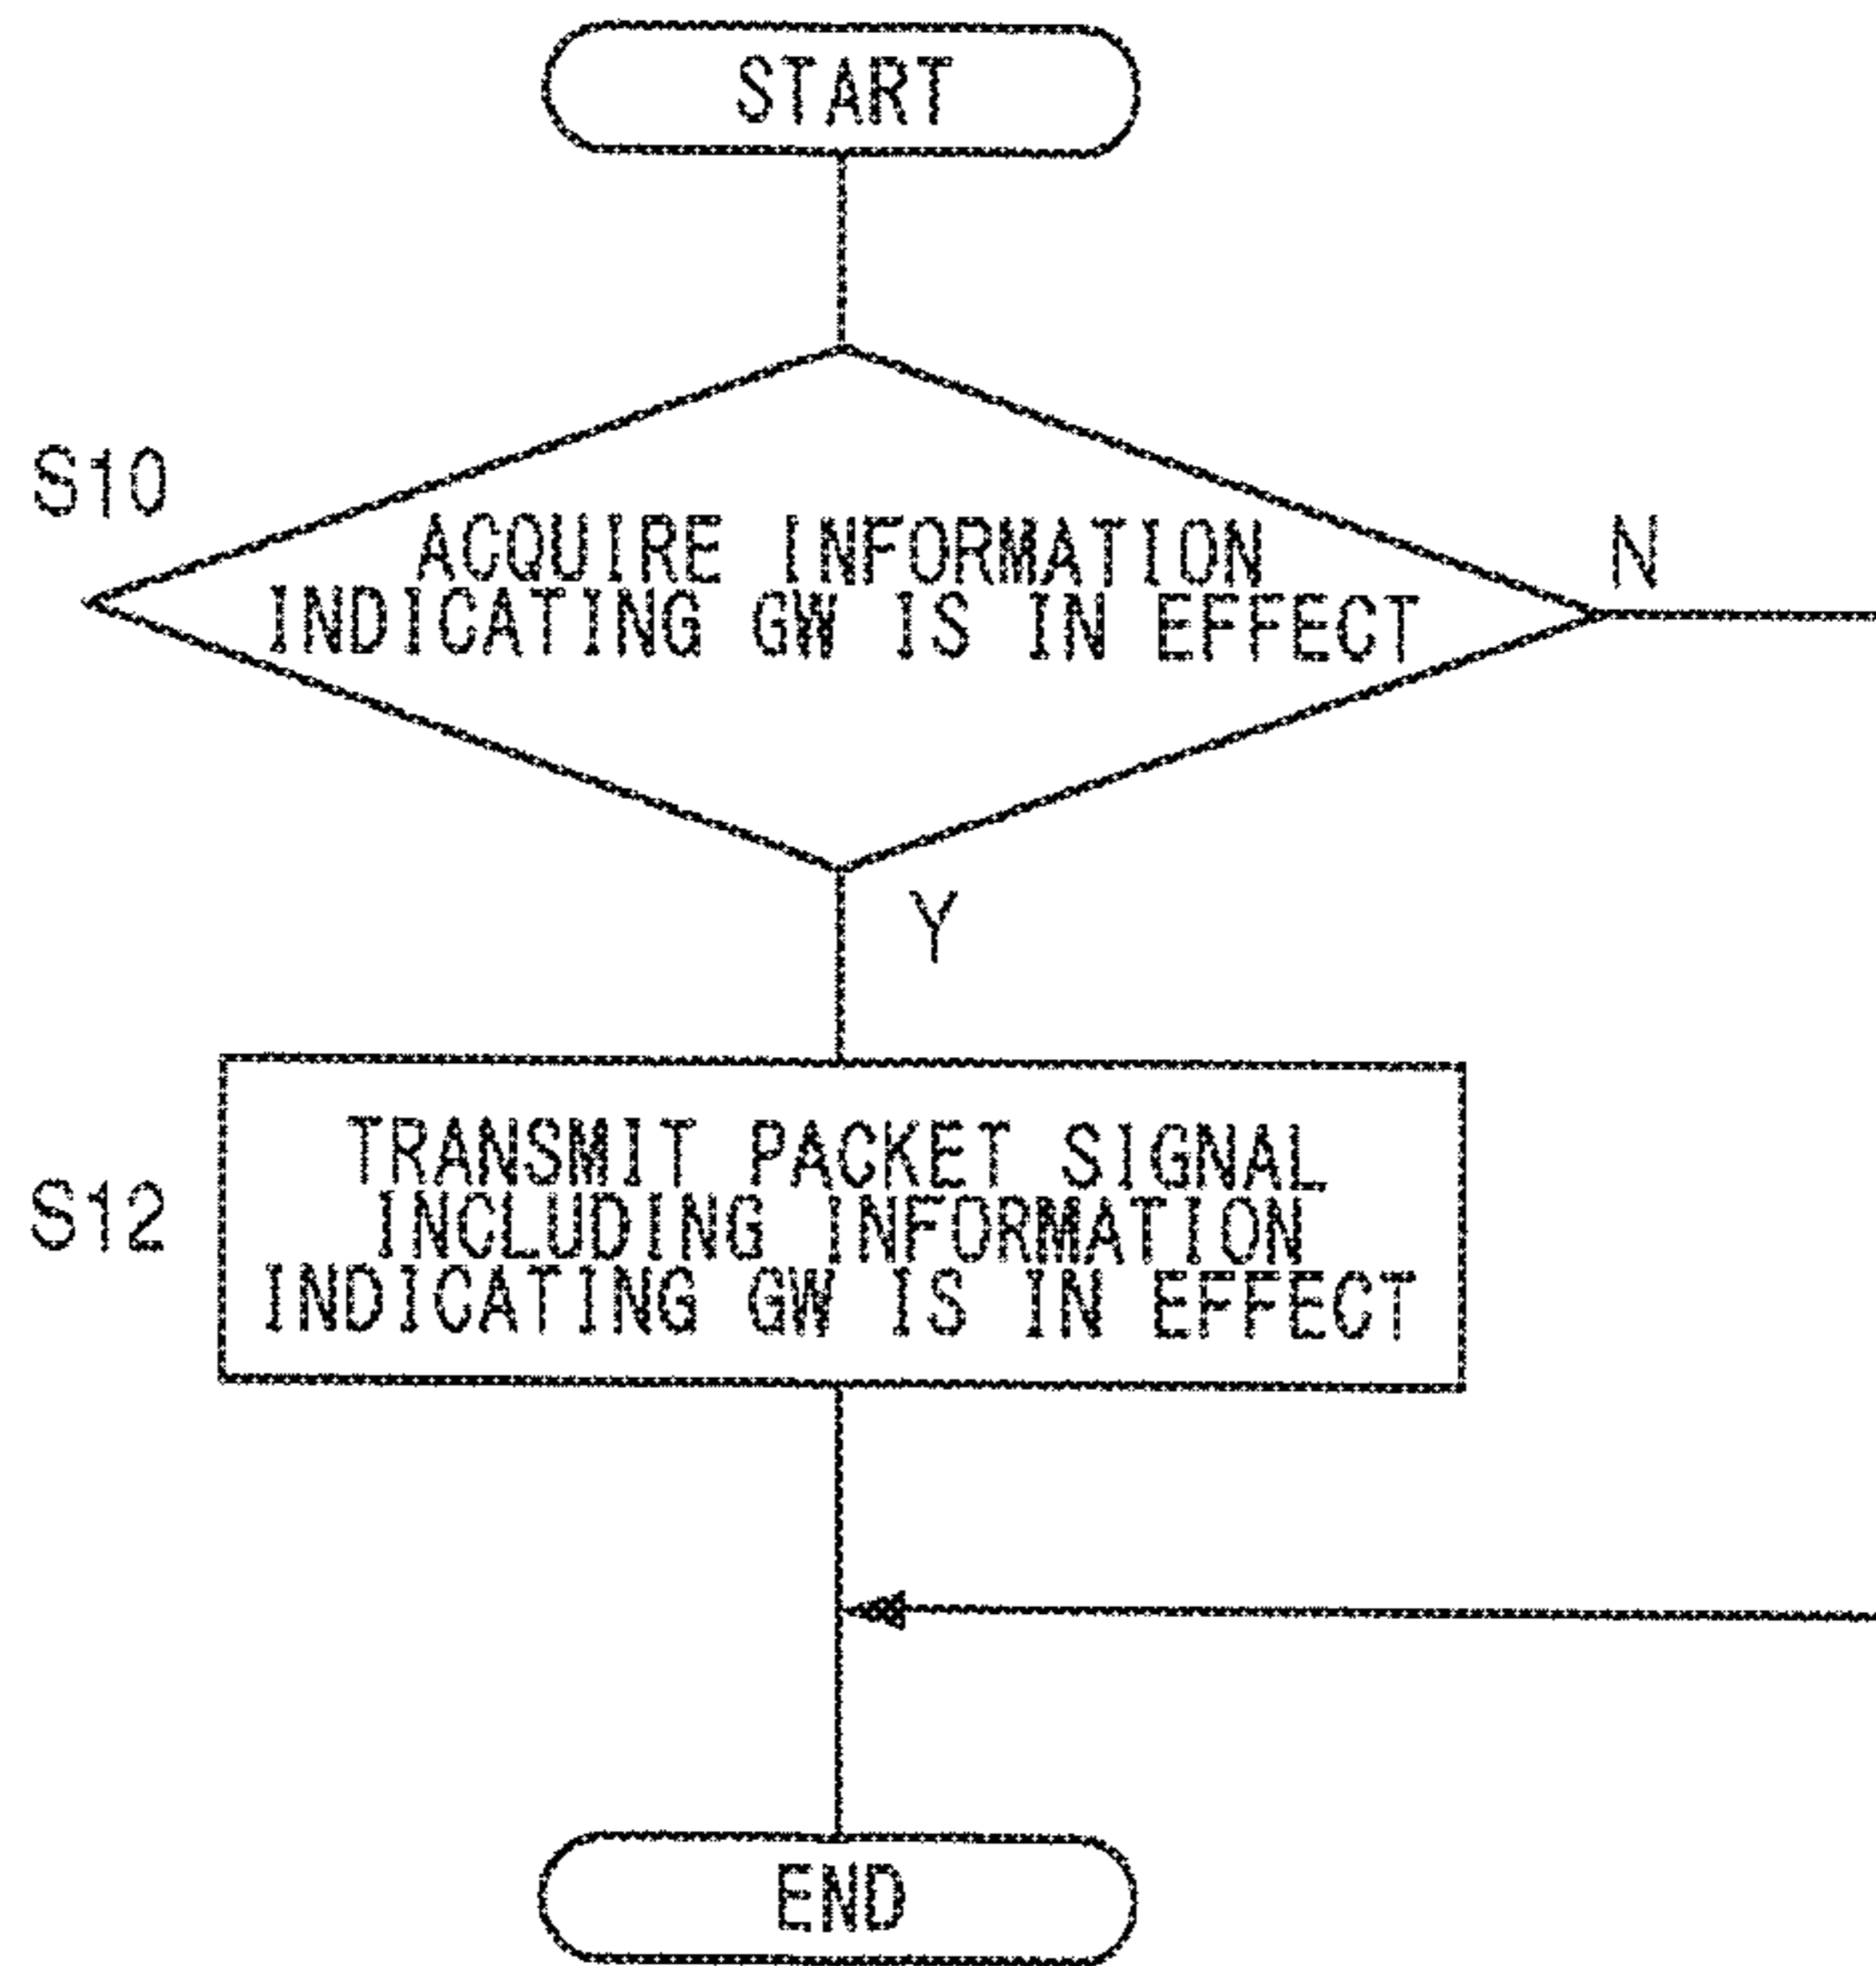 START
S10
ACQUIRE INFORMATION
INDICATING GW IS IN EFFECT
N
Y
S12
TRANSMIT PACKET SIGNAL
INCLUDING INFORMATION
INDICATING GW IS IN EFFECT
END